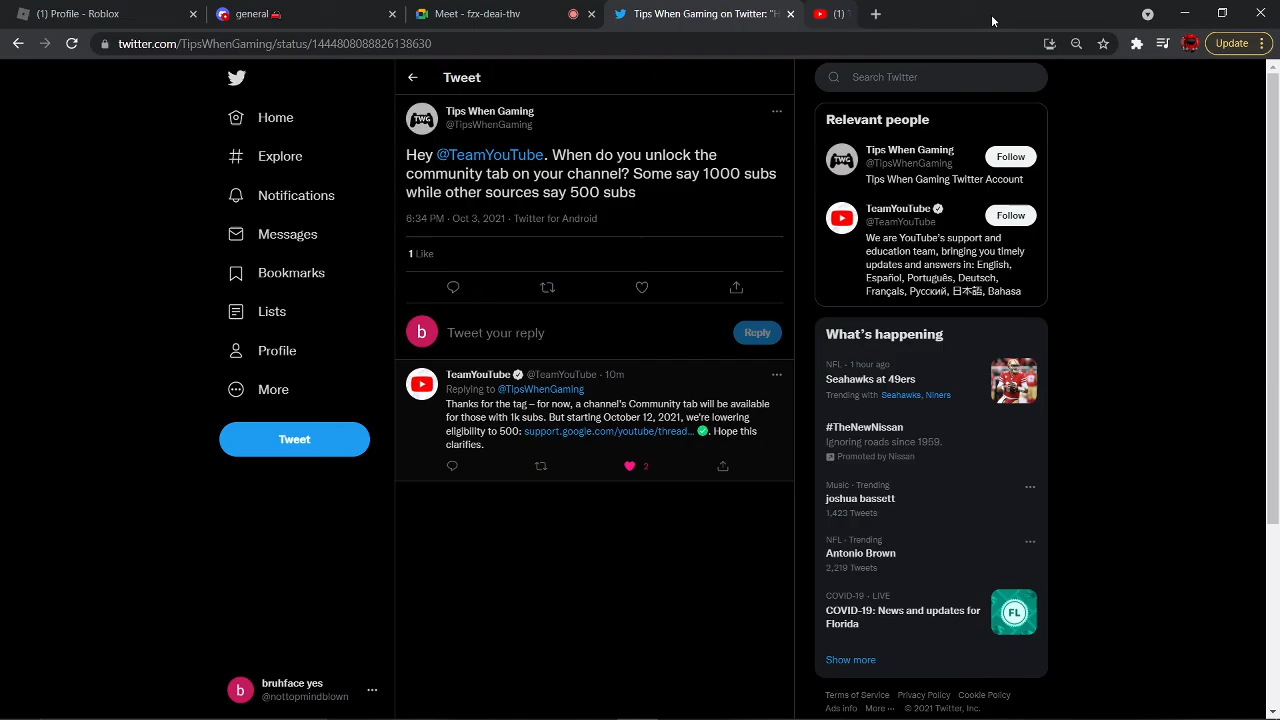 Profile - Roblox
general 🚗
Meet - fzx-deai-thv
Tips When Gaming on Twitter: "H
(1)
twitter.com/TipsWhenGaming/status/1444808088826138630
Update
Home
Explore
Notifications
Messages
Bookmarks
Lists
Profile
More
Tweet
bruhface yes
@nottopmindblown
Tweet
TWG
Tips When Gaming
@TipsWhenGaming
Hey @TeamYouTube. When do you unlock the
community tab on your channel? Some say 1000 subs
while other sources say 500 subs
6:34 PM · Oct 3, 2021 · Twitter for Android
1 Like
b
Tweet your reply
Reply
TeamYouTube @TeamYouTube · 10m
Replying to @TipsWhenGaming
Thanks for the tag – for now, a channel's Community tab will be available
for those with 1k subs. But starting October 12, 2021, we're lowering
eligibility to 500: support.google.com/youtube/thread... ✅. Hope this
clarifies.
2
Search Twitter
Relevant people
TWG
Tips When Gaming
@TipsWhenGaming
Follow
Tips When Gaming Twitter Account
TeamYouTube
@TeamYouTube
Follow
We are YouTube's support and
education team, bringing you timely
updates and answers in: English,
Español, Português, Deutsch,
Français, Русский, 日本語, Bahasa
What's happening
NFL · 1 hour ago
Seahawks at 49ers
Trending with Seahawks, Niners
#TheNewNissan
Ignoring roads since 1959.
Promoted by Nissan
Music · Trending
joshua bassett
1,423 Tweets
NFL · Trending
Antonio Brown
2,219 Tweets
COVID-19 · LIVE
COVID-19: News and updates for
Florida
FL
Show more
Terms of Service Privacy Policy Cookie Policy
Ads info More ··· © 2021 Twitter, Inc.
b